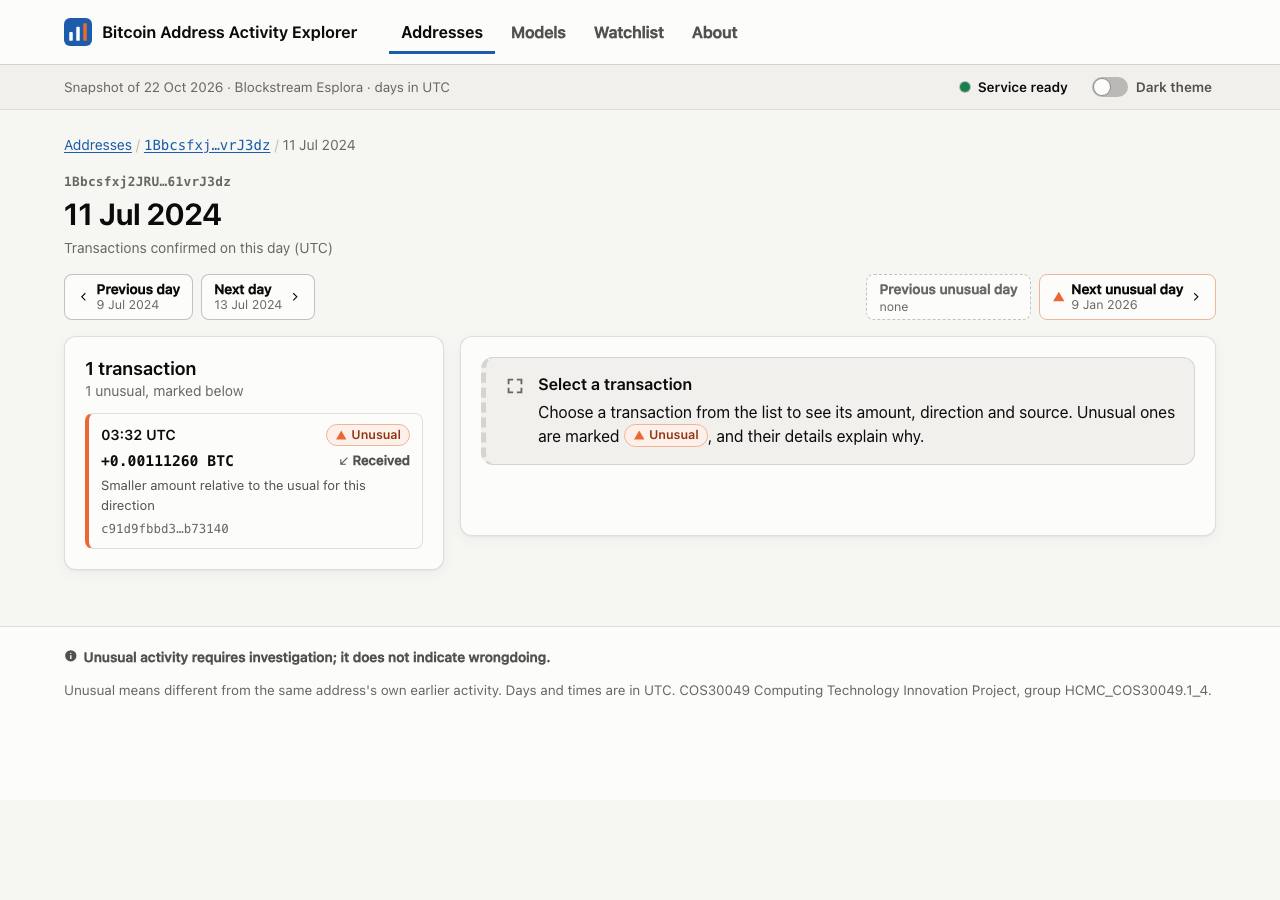 Bitcoin Address Activity Explorer
Addresses
Models
Watchlist
About
Snapshot of 22 Oct 2026 · Blockstream Esplora · days in UTC
Service ready
Dark theme
Addresses / 1Bbcsfxj…vrJ3dz / 11 Jul 2024
1Bbcsfxj2JRU…61vrJ3dz
11 Jul 2024
Transactions confirmed on this day (UTC)
Previous day
9 Jul 2024
Next day
13 Jul 2024
Previous unusual day
none
Next unusual day
9 Jan 2026
1 transaction
1 unusual, marked below
03:32 UTC
Unusual
+0.00111260 BTC
Received
Smaller amount relative to the usual for this
direction
c91d9fbbd3…b73140
Select a transaction
Choose a transaction from the list to see its amount, direction and source. Unusual ones
are marked Unusual, and their details explain why.
Unusual activity requires investigation; it does not indicate wrongdoing.
Unusual means different from the same address's own earlier activity. Days and times are in UTC. COS30049 Computing Technology Innovation Project, group HCMC_COS30049.1_4.